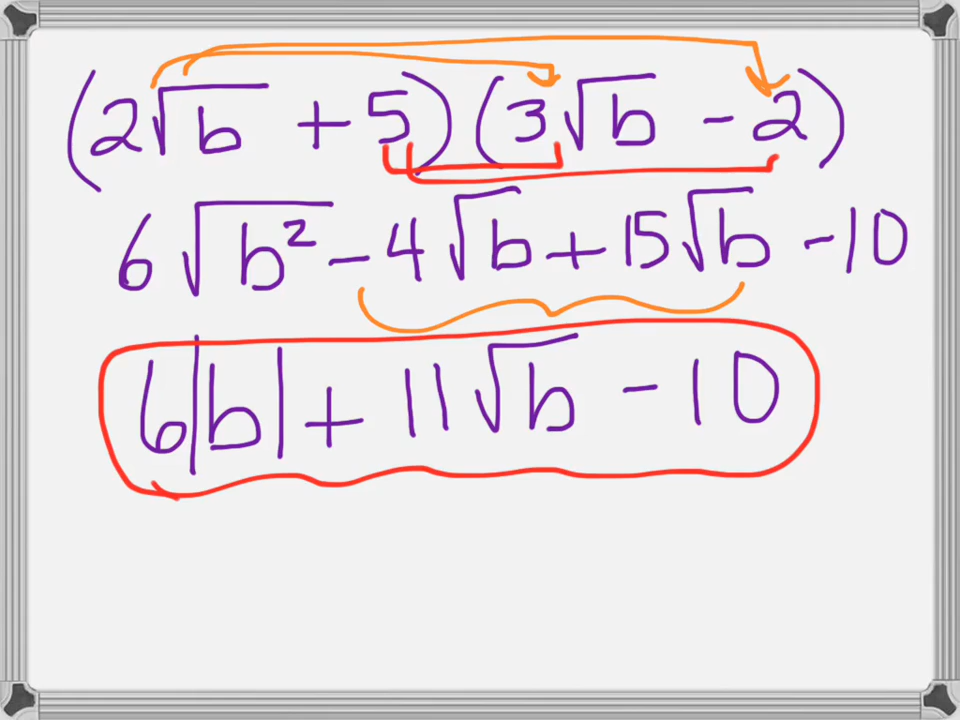 (2√b + 5)(3√b - 2)
6√b² - 4√b + 15√b - 10
6|b| + 11√b - 10